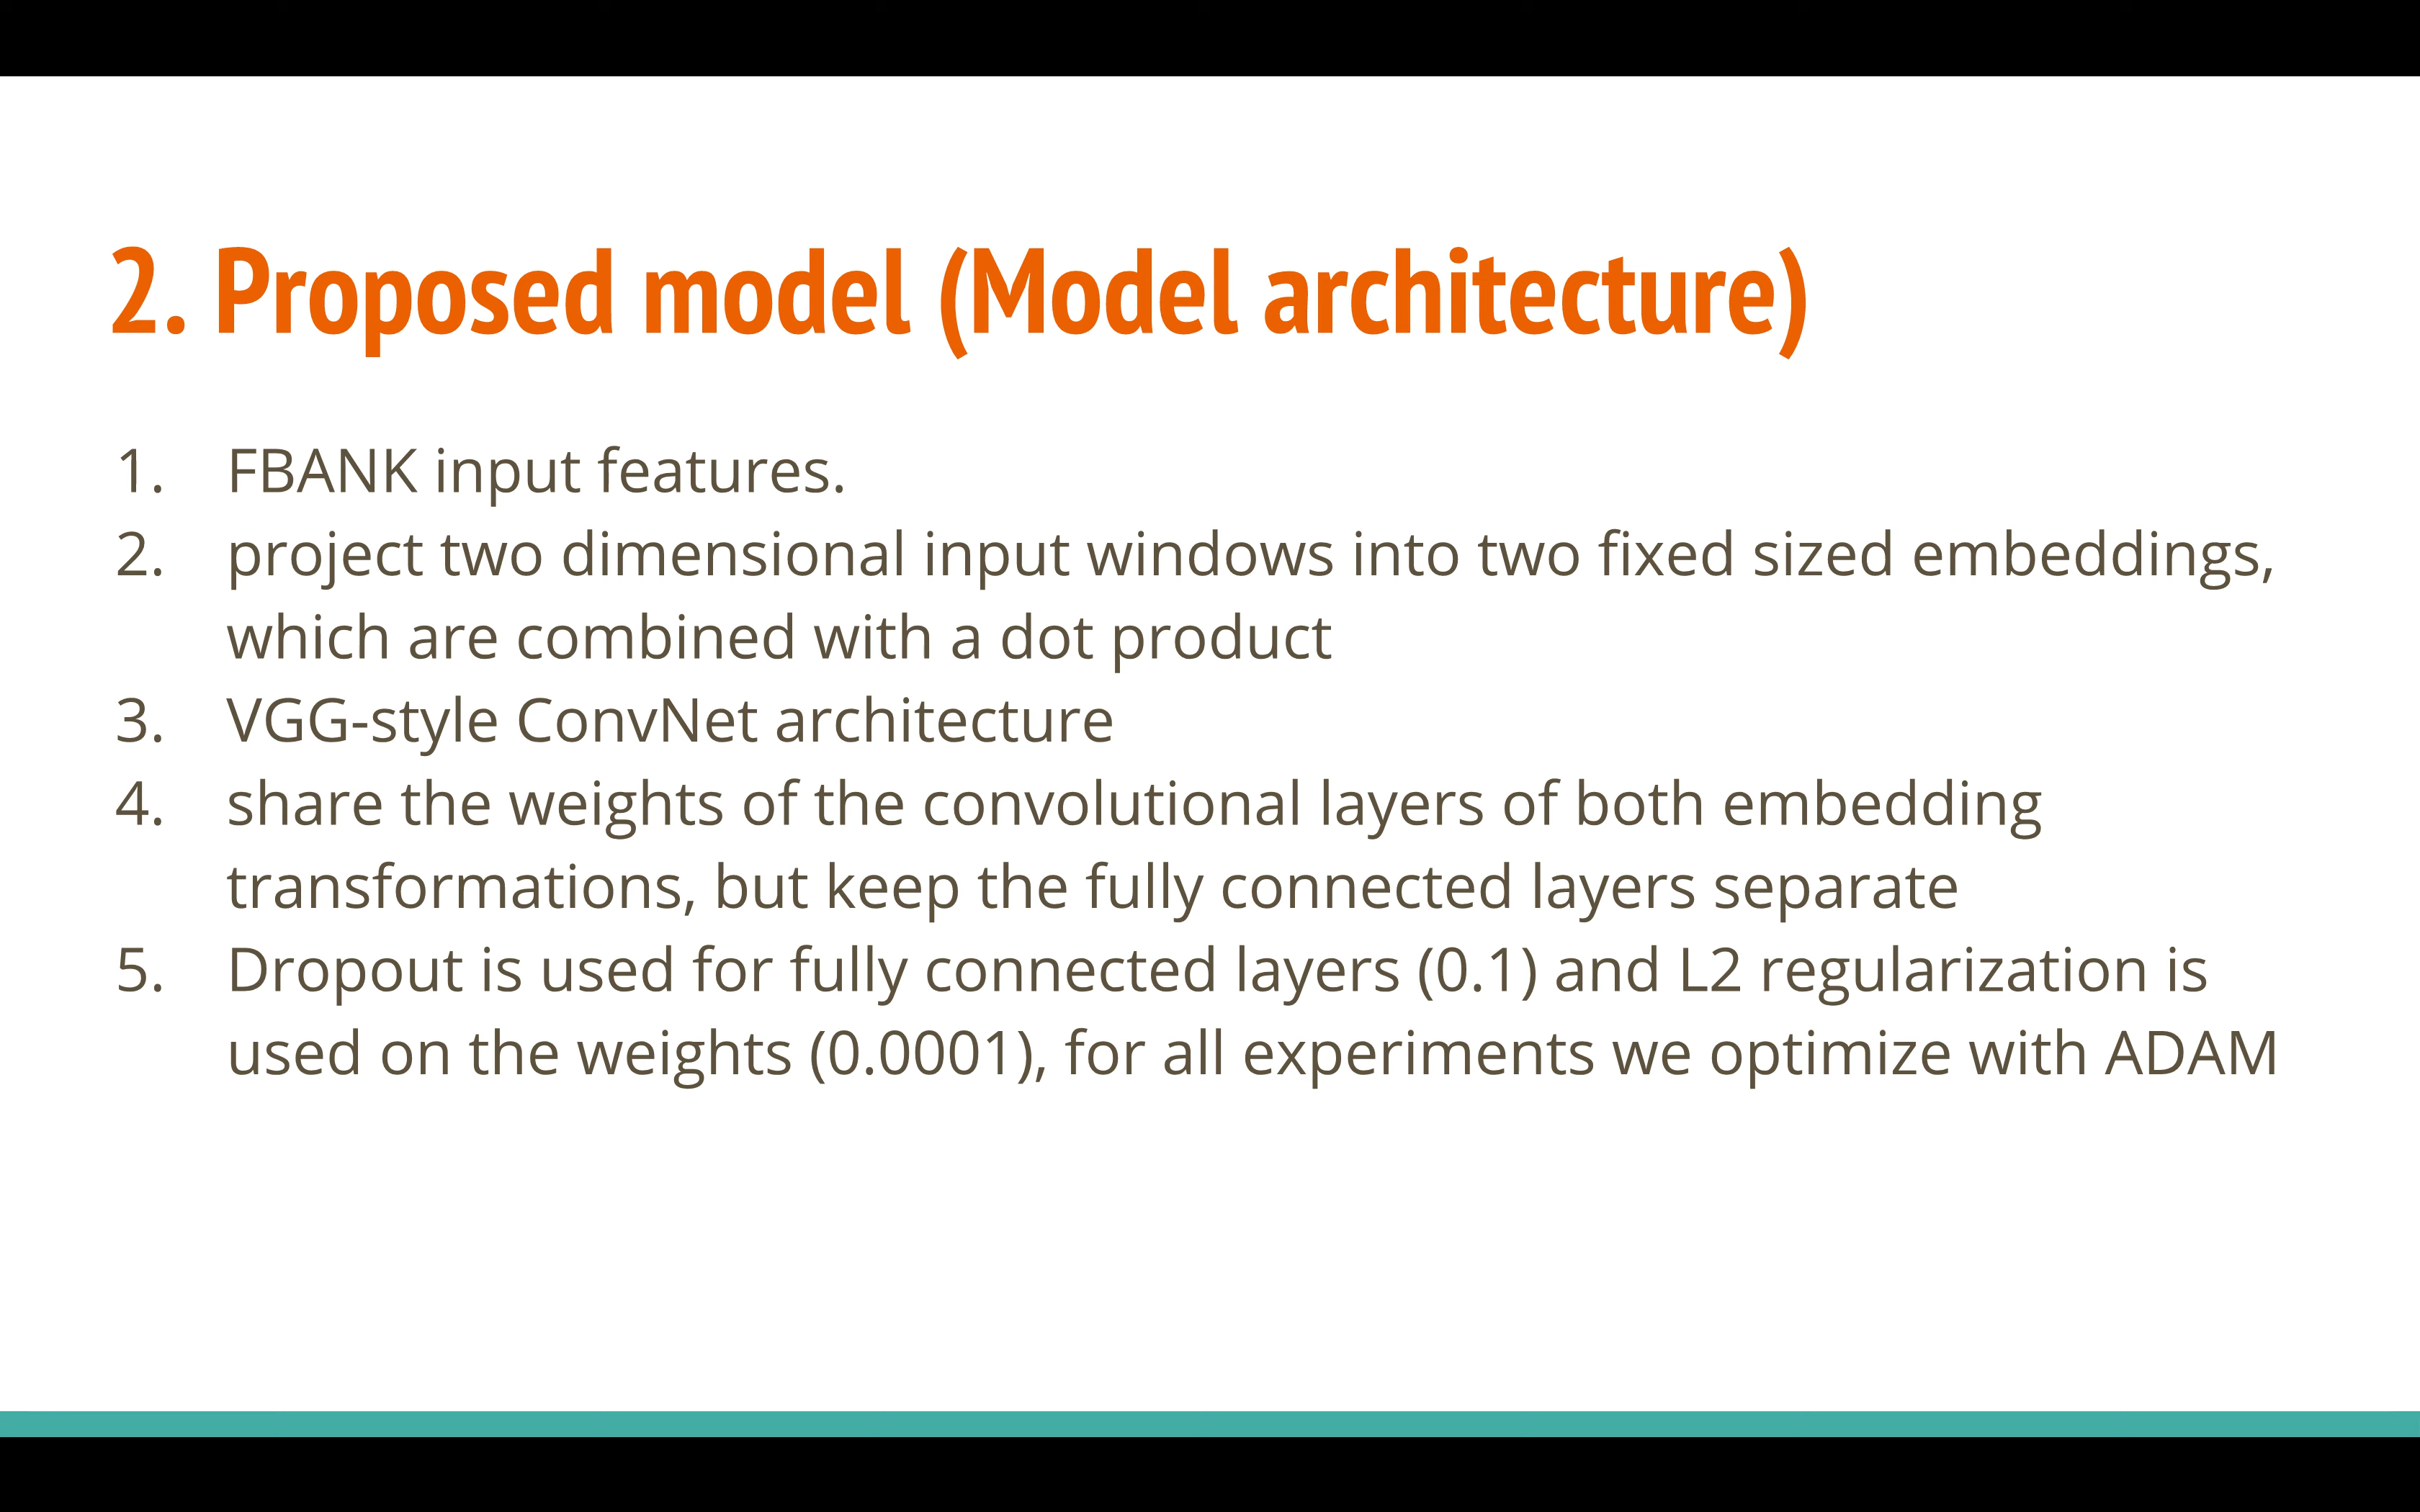 2. Proposed model (Model architecture)
1. FBANK input features.
2. project two dimensional input windows into two fixed sized embeddings,
which are combined with a dot product
3. VGG-style ConvNet architecture
4. share the weights of the convolutional layers of both embedding
transformations, but keep the fully connected layers separate
5. Dropout is used for fully connected layers (0.1) and L2 regularization is
used on the weights (0.0001), for all experiments we optimize with ADAM